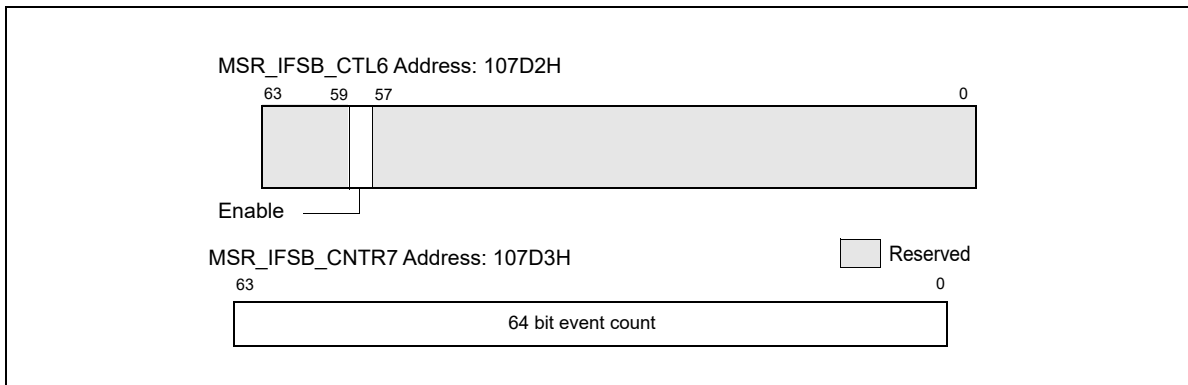 MSR_IFSB_CTL6 Address: 107D2H
63 59 57 0
Enable
MSR_IFSB_CNTR7 Address: 107D3H
Reserved
63 0
64 bit event count